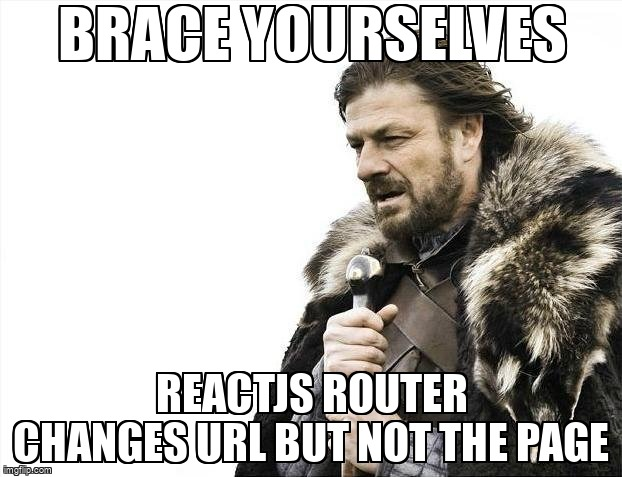 BRACE YOURSELVES
REACTJS ROUTER
CHANGES URL BUT NOT THE PAGE
imgflip.com